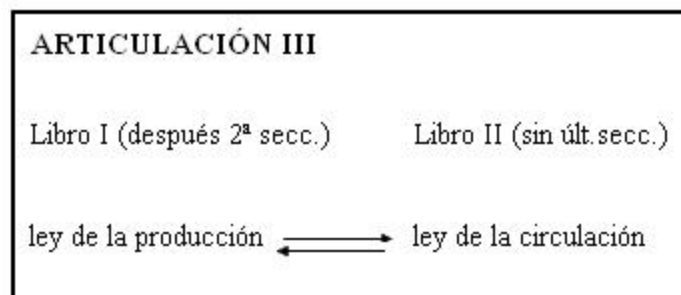 ARTICULACIÓN III
Libro I (después 2ª secc.) Libro II (sin últ.secc.)
ley de la producción ley de la circulación